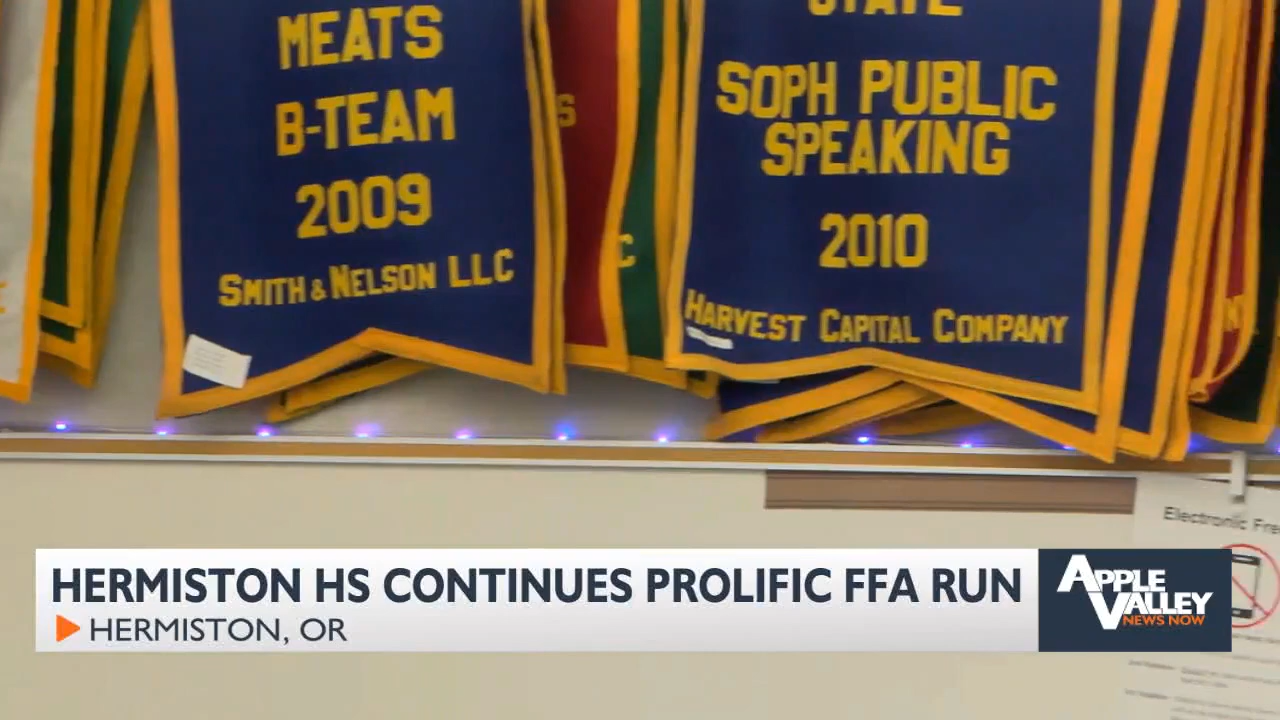 MEATS
B-TEAM
2009
SMITH & NELSON LLC
STATE
SOPH PUBLIC
SPEAKING
2010
HARVEST CAPITAL COMPANY
S
C
Electronic
HERMISTON HS CONTINUES PROLIFIC FFA RUN
HERMISTON, OR
APPLE
VALLEY
NEWS NOW